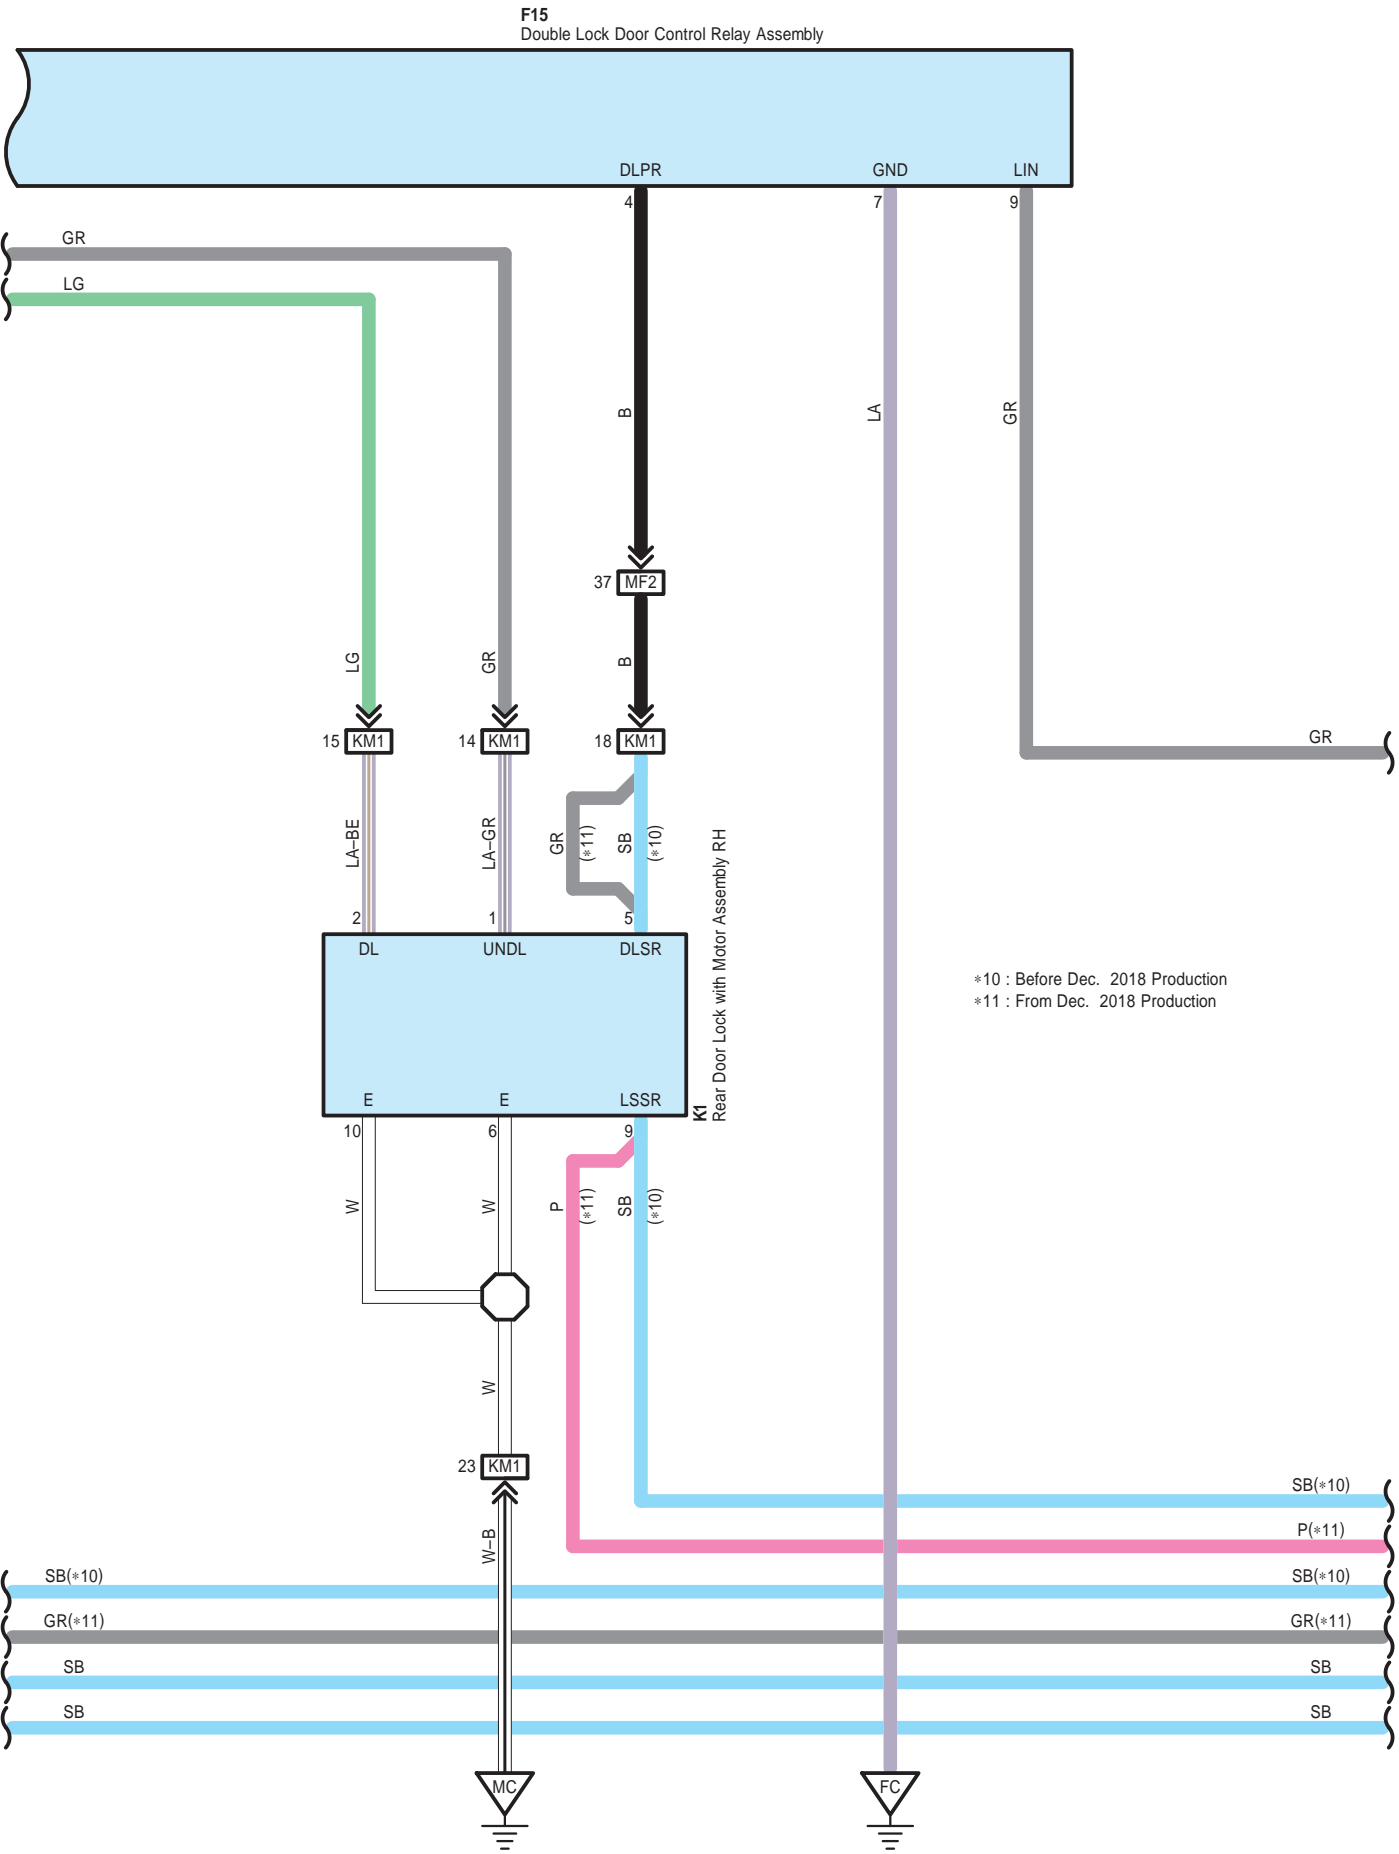 F15
Double Lock Door Control Relay Assembly
DLPR
GND
LIN
4
7
9
GR
LG
B
LA
GR
37 MF2
LG
GR
B
15 KM1
14 KM1
18 KM1
GR
LA-BE
LA-GR
GR
(*11)
SB
(*10)
2
1
5
DL
UNDL
DLSR
K1
Rear Door Lock with Motor Assembly RH
*10 : Before Dec. 2018 Production
*11 : From Dec. 2018 Production
E
E
LSSR
10
6
9
W
W
P
(*11)
SB
(*10)
W
23 KM1
SB(*10)
W-B
P(*11)
SB(*10)
SB(*10)
GR(*11)
GR(*11)
SB
SB
SB
SB
MC
FC